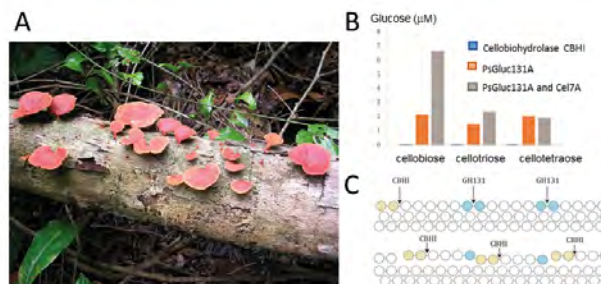 A
B
Glucose (μM)
8
7
6
5
4
3
2
1
0
Cellobiohydrolase CBHI
PsGluc131A
PsGluc131A and Cel7A
cellobiose cellotriose cellotetraose
C
CBHI GH131 GH131
CBHI CBHI CBHI